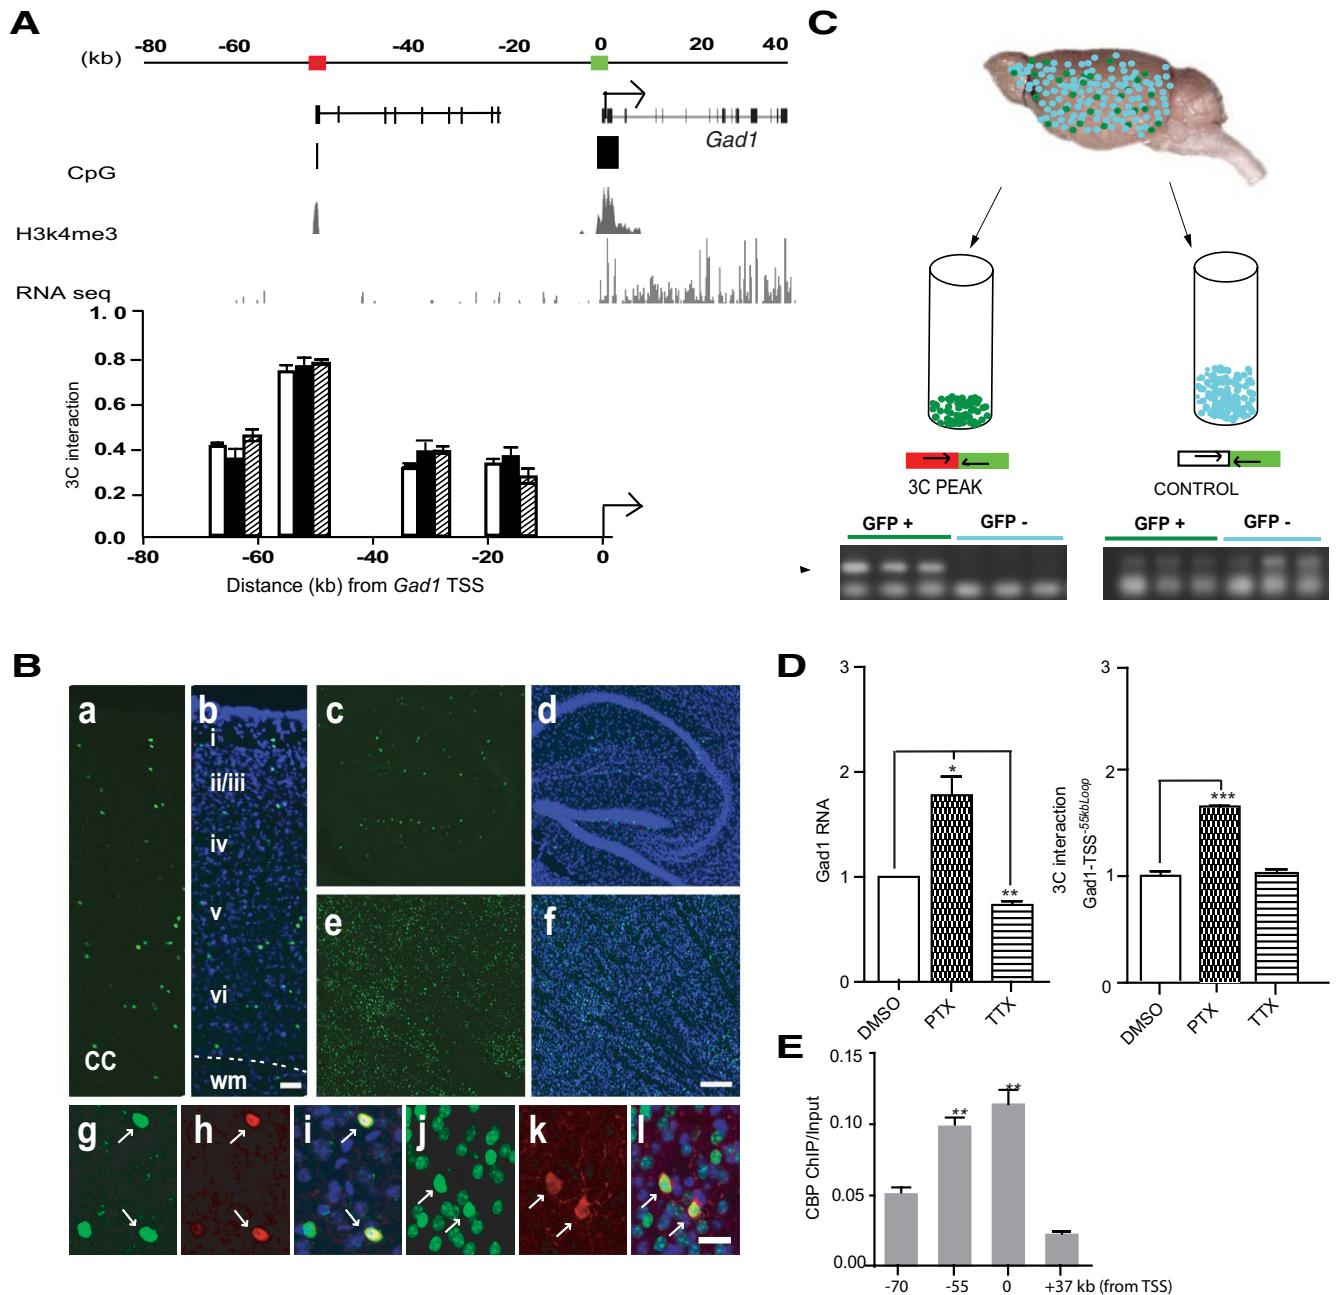 A
(kb)
-80 -60 -40 -20 0 20 40
Gad1
CpG
H3k4me3
RNA seq
3C interaction
1.0
0.8
0.6
0.4
0.2
0.0
-80 -60 -40 -20 0
Distance (kb) from Gad1 TSS
C
3C PEAK
CONTROL
GFP + GFP -
GFP + GFP -
B
a
cc
b
i
ii/iii
iv
v
vi
wm
c
d
e
f
g
h
i
j
k
l
D
Gad1 RNA
3
2
1
0
*
**
DMSO PTX TTX
3C interaction
Gad1-TSS-55kbLoop
3
2
1
0
***
DMSO PTX TTX
E
CBP ChIP/Input
0.15
0.10
0.05
0.00
**
**
-70 -55 0 +37 kb (from TSS)